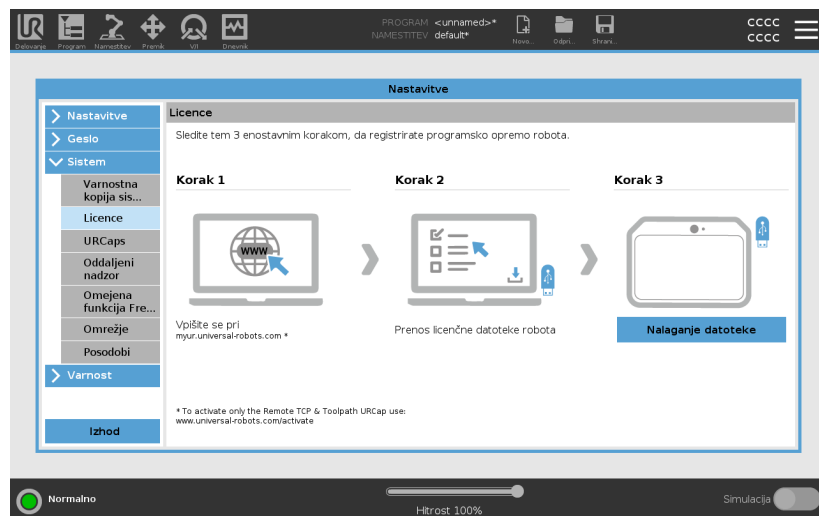 UR
PROGRAM <unnamed>*
NAMESTITEV default*
Delovanje Program Namestitev Premik V/I Dnevnik
Novo... Odpri... Shrani...
cccc
cccc
Nastavitve
Nastavitve
Geslo
Sistem
Varnostna
kopija sis...
Licence
URCaps
Oddaljeni
nadzor
Omejena
funkcija Fre...
Omrežje
Posodobi
Varnost
Izhod
Licence
Sledite tem 3 enostavnim korakom, da registrirate programsko opremo robota.
Korak 1
www
Vpišite se pri
myur.universal-robots.com *
Korak 2
Prenos licenčne datoteke robota
Korak 3
Nalaganje datoteke
* To activate only the Remote TCP & Toolpath URCap use:
www.universal-robots.com/activate
Normalno
Hitrost 100%
Simulacija